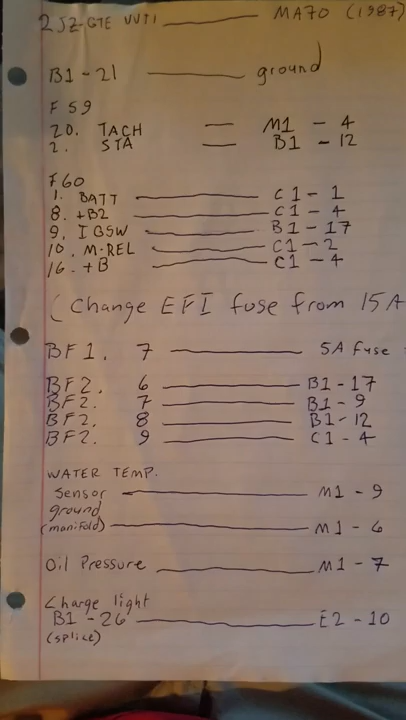 2JZ-GTE VVTI — MA70 (1987)
B1-21 — ground
F59
20. TACH — M1-4
2. STA — B1-12
F60
1. BATT — C1-1
8. +B2 — C1-4
9. IGSW — B1-17
10. M-REL — C1-2
16. +B — C1-4
(Change EFI fuse from 15A
BF1. 7 — 5A fuse
BF2. 6 — B1-17
BF2. 7 — B1-9
BF2. 8 — B1-12
BF2. 9 — C1-4
WATER TEMP.
Sensor — M1-9
ground
(manifold) — M1-6
Oil Pressure — M1-7
Charge light
B1-26 — E2-10
(splice)